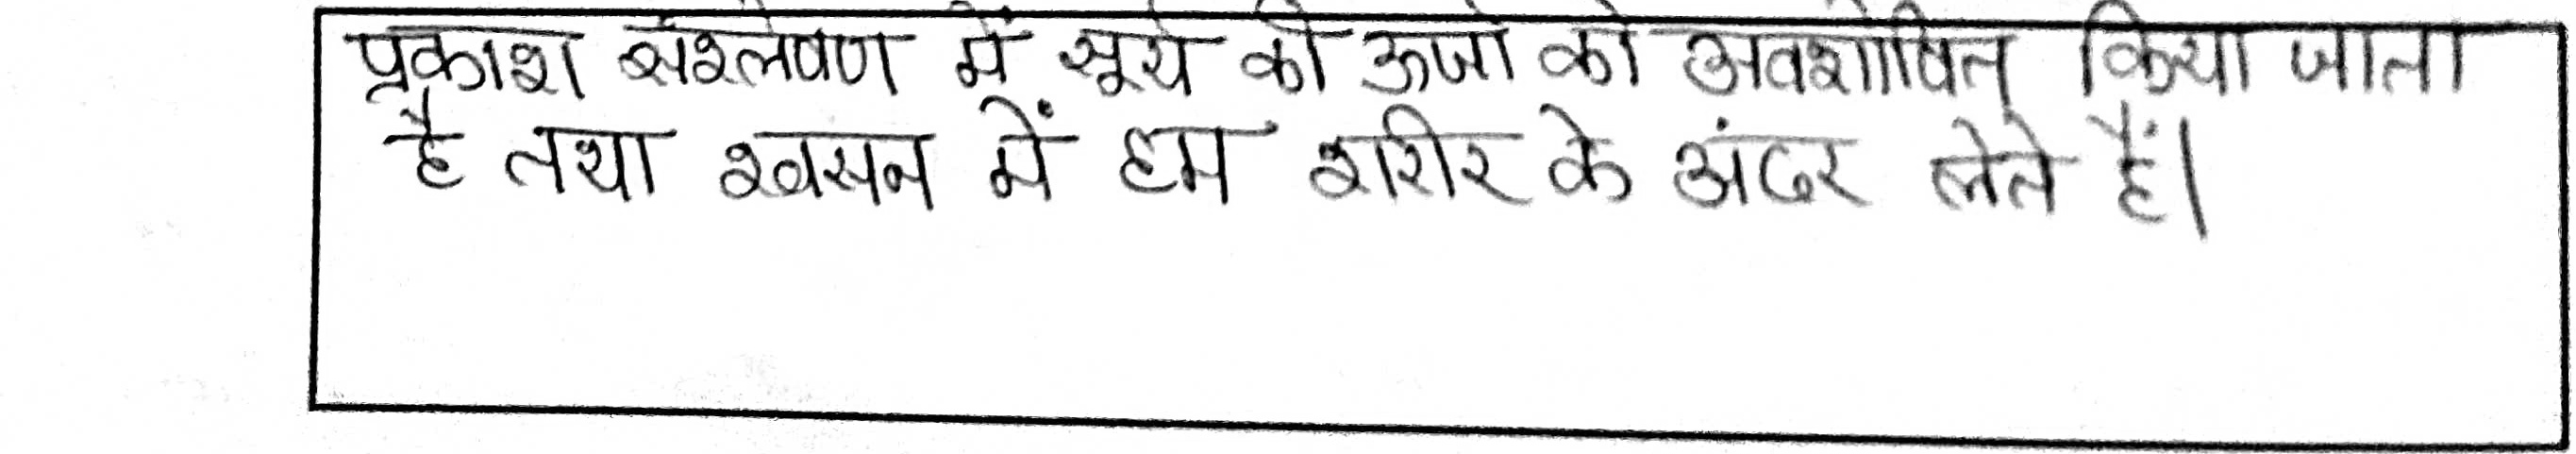 प्रकाश संश्लेषण में सूर्य की ऊर्जा को अवशोषित किया जाता
है तथा श्वसन में हम शरीर के अंदर लेते हैं।